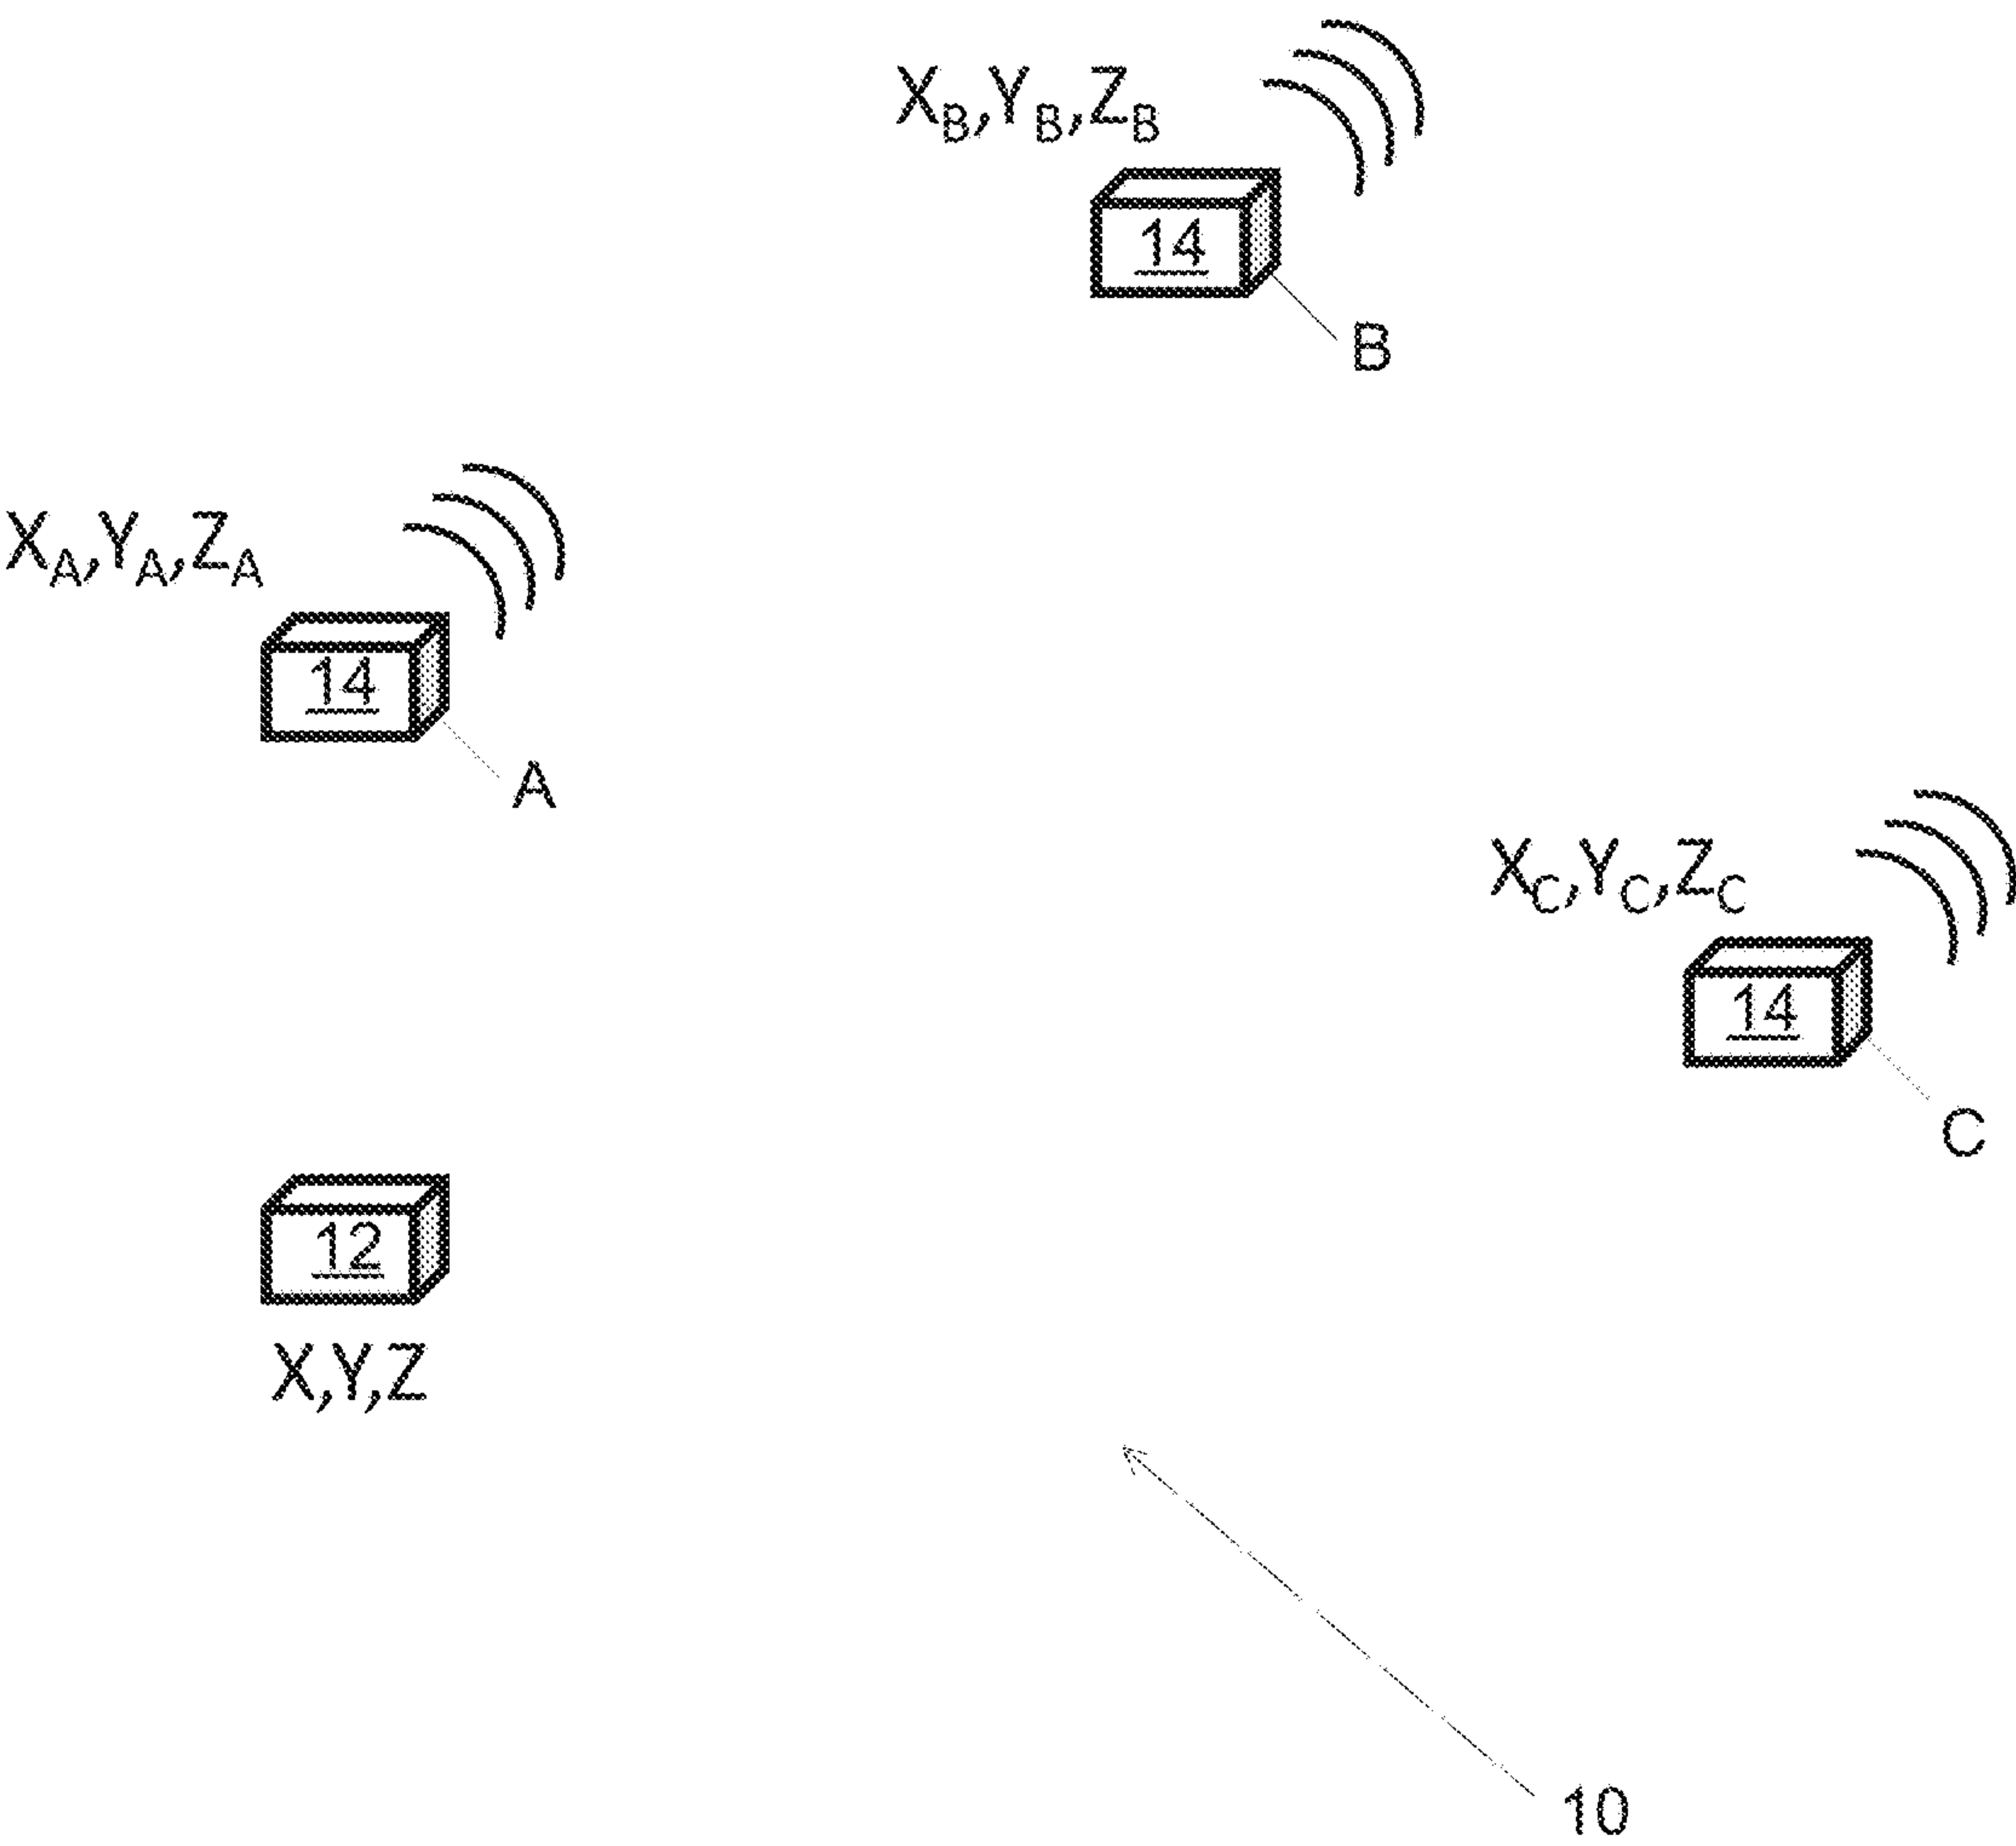 X_B,Y_B,Z_B
14
B
X_A,Y_A,Z_A
14
A
X_C,Y_C,Z_C
14
C
12
X,Y,Z
10